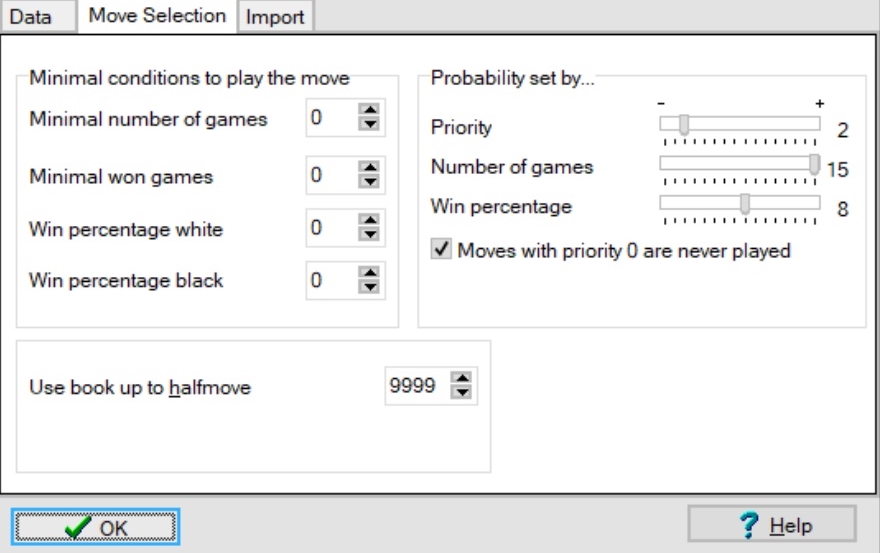 Data Move Selection Import
Minimal conditions to play the move
Minimal number of games 0
Minimal won games 0
Win percentage white 0
Win percentage black 0
Probability set by...
- +
Priority 2
Number of games 15
Win percentage 8
Moves with priority 0 are never played
Use book up to halfmove 9999
OK
? Help